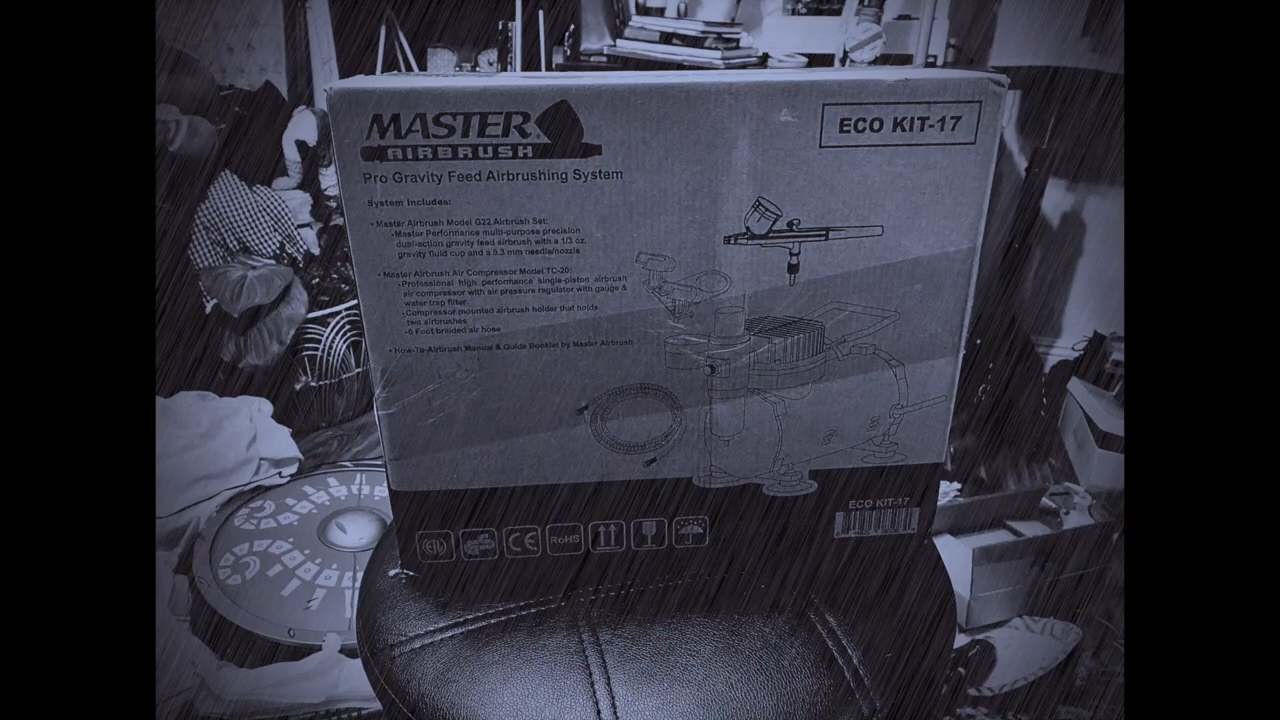 MASTER
AIRBRUSH
ECO KIT-17
Pro Gravity Feed Airbrushing System
System Includes:
• Master Airbrush Model G22 Airbrush Set:
• Master Performance multi-purpose precision
dual-action gravity feed airbrush with a 1/3 oz.
gravity fluid cup and a 0.3 mm needle/nozzle
• Master Airbrush Air Compressor Model TC-20:
• Professional high performance single-piston airbrush
air compressor with air pressure regulator with gauge &
water trap filter
• Compressor mounted airbrush holder that holds
two airbrushes
• 6 Foot braided air hose
• How-To-Airbrush Manual & Guide Booklet by Master Airbrush
ECO KIT-17
ETL
CE
RoHS